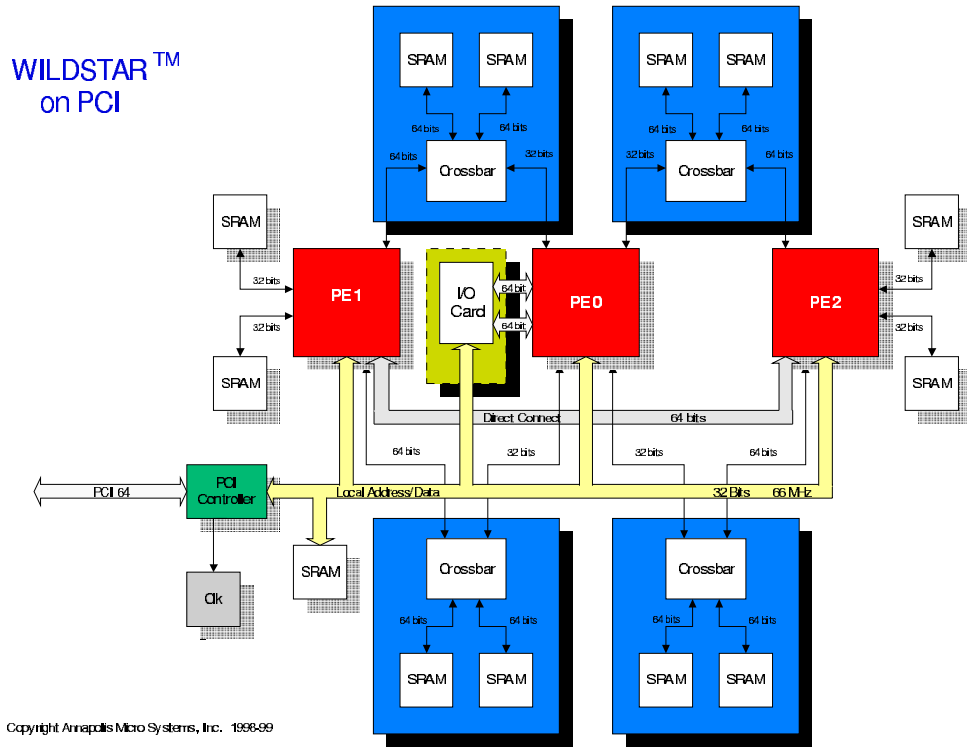 WILDSTAR TM
on PCI
SRAM
SRAM
SRAM
SRAM
64 bits
64 bits
64 bits
64 bits
64 bits
Crossbar
32 bits
32 bits
Crossbar
64 bits
SRAM
SRAM
32 bits
PE1
I/O
Card
64 bit
64 bit
PE0
PE2
32 bits
32 bits
32 bits
SRAM
SRAM
Direct Connect 64 bits
64 bits
32 bits
32 bits
64 bits
PCI 64
PCI
Controller
Local Address/Data 32 Bits 66 MHz
SRAM
Clk
Crossbar
Crossbar
64 bits
64 bits
64 bits
64 bits
SRAM
SRAM
SRAM
SRAM
Copyright Annapolis Micro Systems, Inc. 1998-99